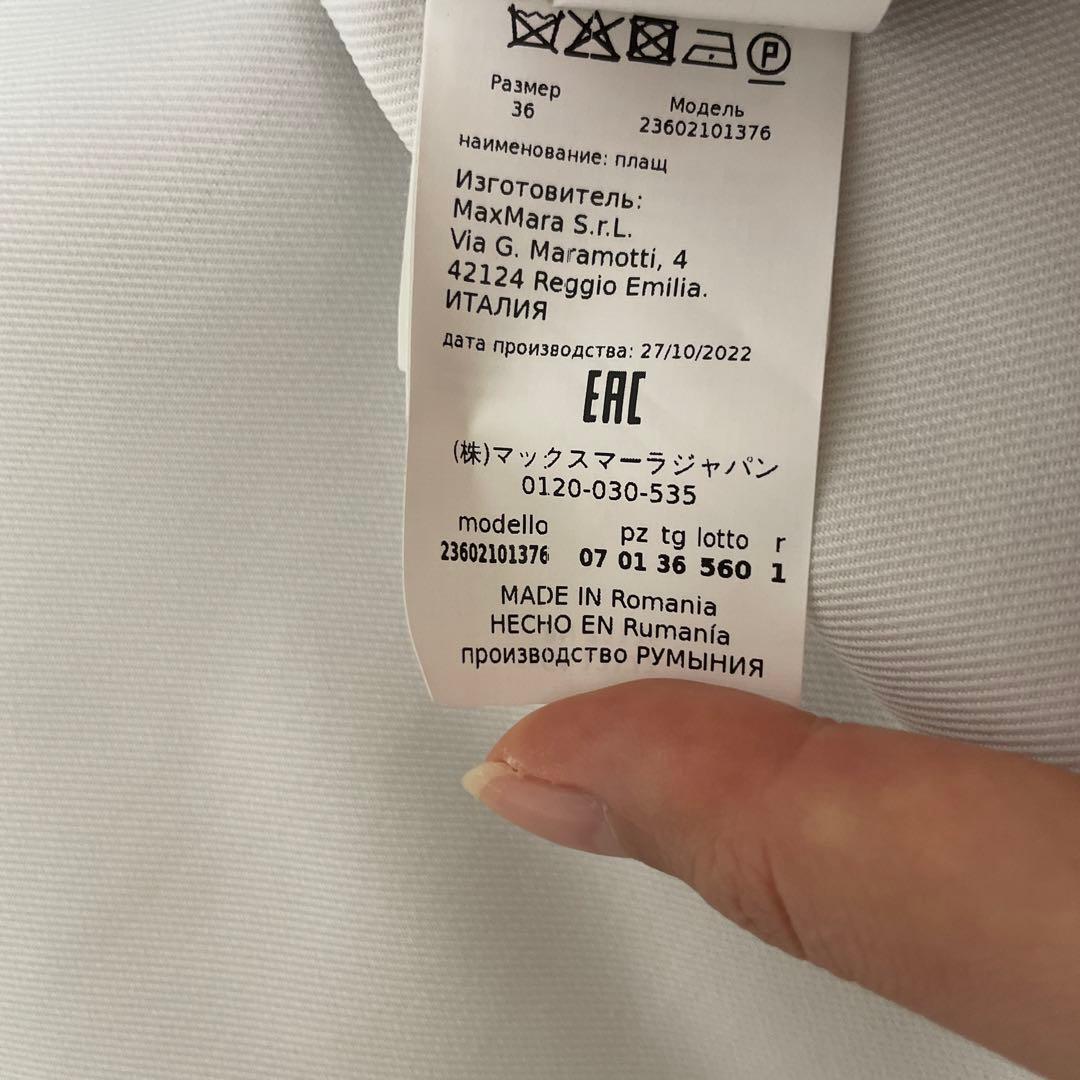 P
Размер
36
Модель
23602101376
наименование: плащ
Изготовитель:
MaxMara S.r.L.
Via G. Maramotti, 4
42124 Reggio Emilia.
ИТАЛИЯ
дата производства: 27/10/2022
EAC
(株)マックスマーラジャパン
0120-030-535
modello pz tg lotto r
23602101376 07 01 36 560 1
MADE IN Romania
HECHO EN Rumanía
производство РУМЫНИЯ